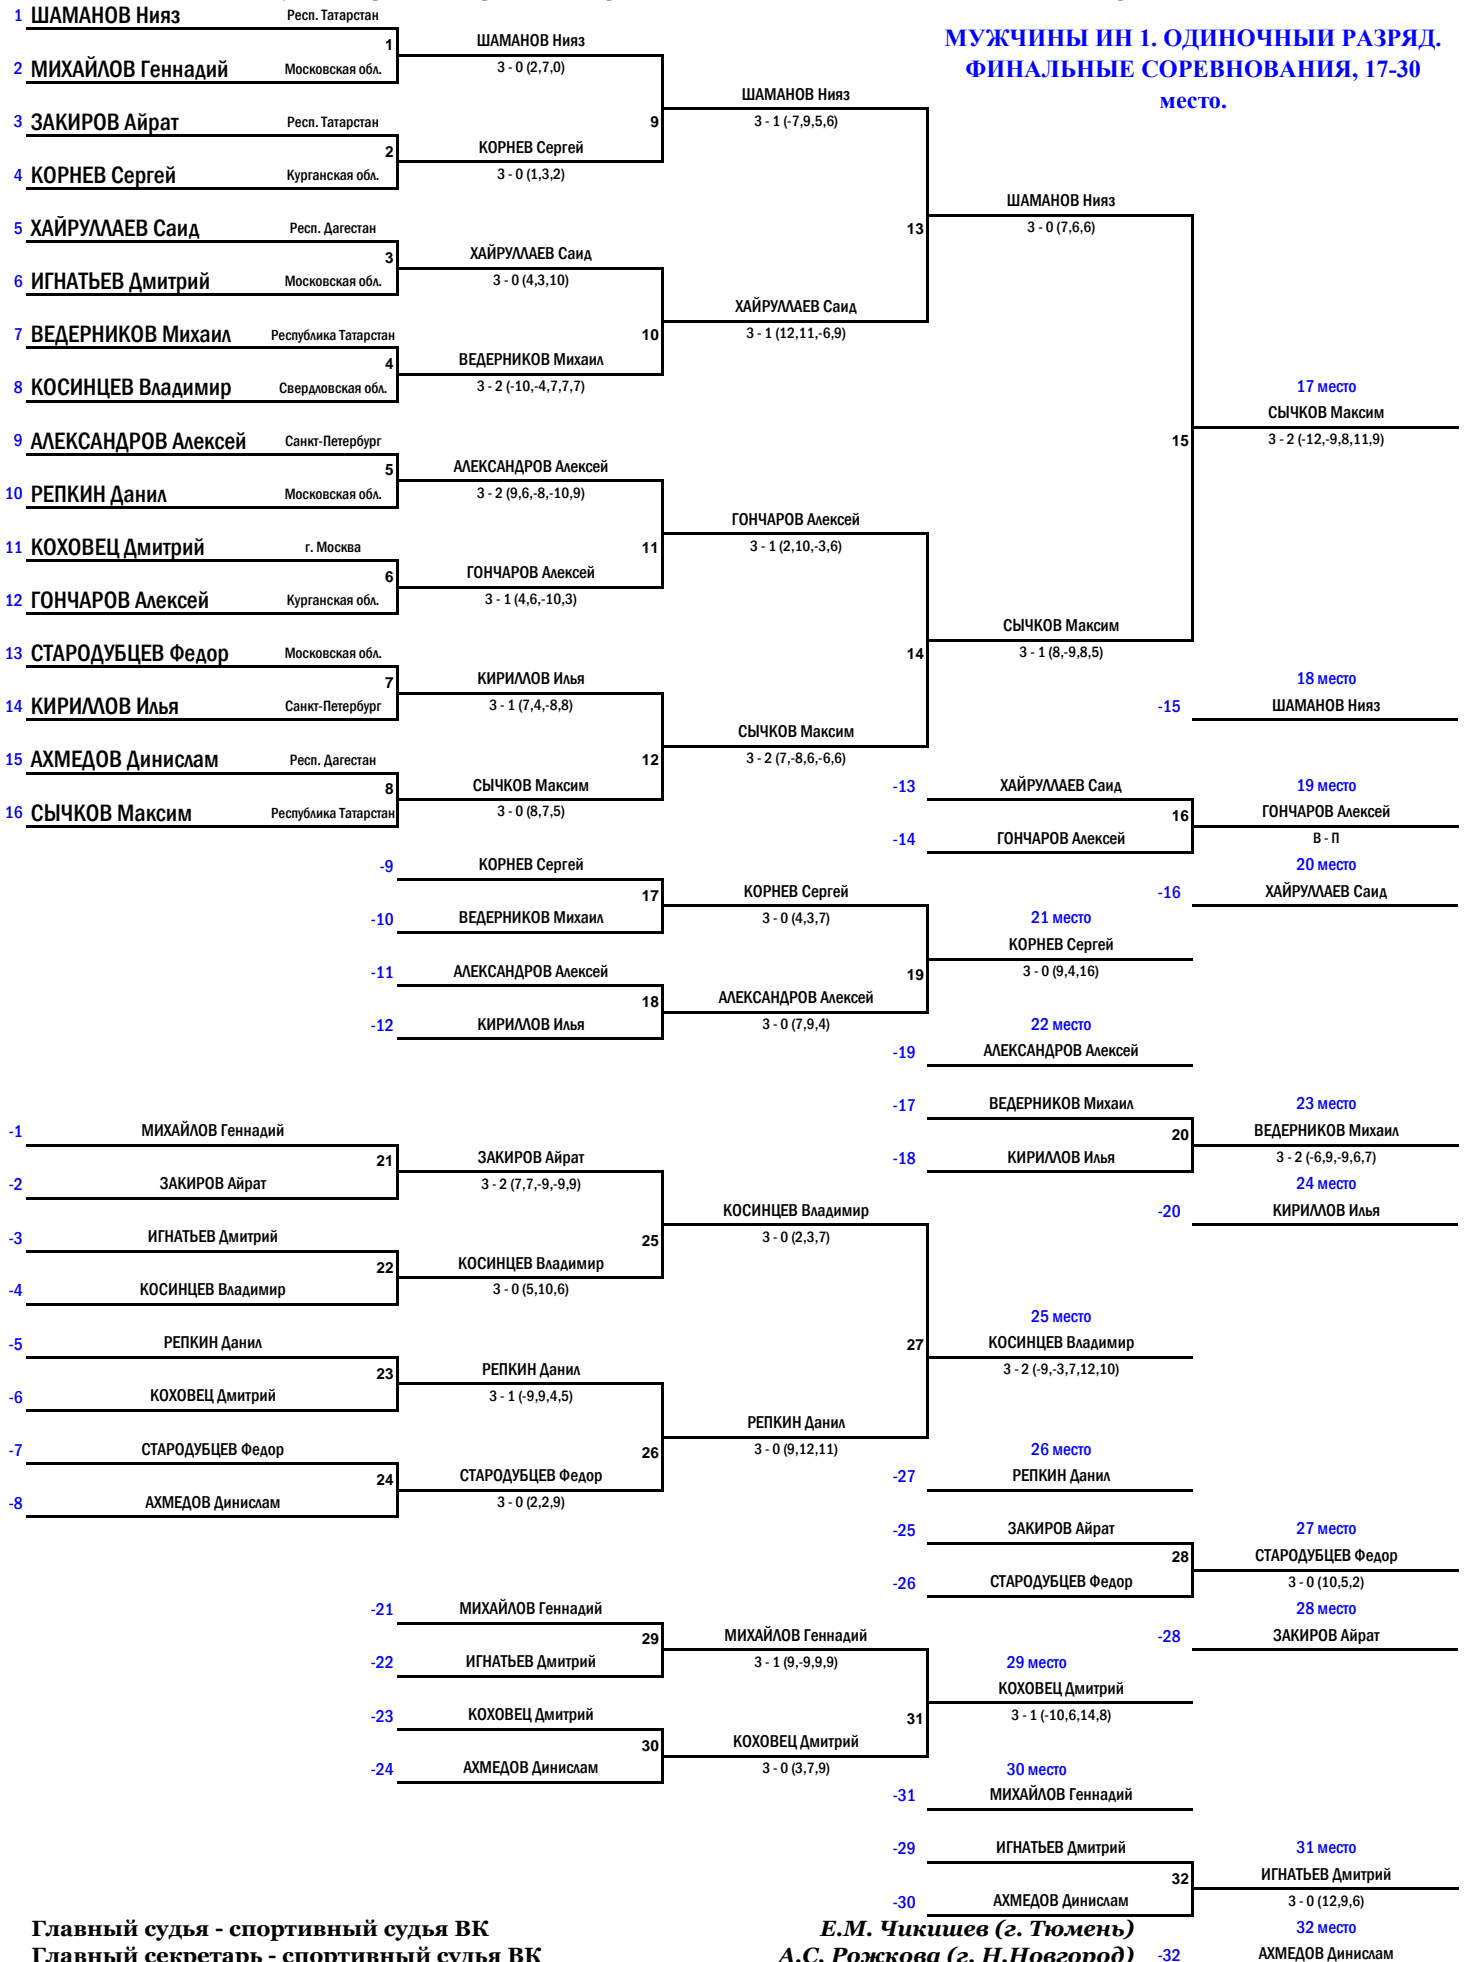 МУЖЧИНЫ ИН 1. ОДИНОЧНЫЙ РАЗРЯД.
ФИНАЛЬНЫЕ СОРЕВНОВАНИЯ, 17-30
место.
1 ШАМАНОВ Нияз Респ. Татарстан
1 ШАМАНОВ Нияз
2 МИХАЙЛОВ Геннадий Московская обл. 3 - 0 (2,7,0)
ШАМАНОВ Нияз
3 ЗАКИРОВ Айрат Респ. Татарстан 9 3 - 1 (-7,9,5,6)
2 КОРНЕВ Сергей
4 КОРНЕВ Сергей Курганская обл. 3 - 0 (1,3,2)
ШАМАНОВ Нияз
5 ХАЙРУЛЛАЕВ Саид Респ. Дагестан 13 3 - 0 (7,6,6)
3 ХАЙРУЛЛАЕВ Саид
6 ИГНАТЬЕВ Дмитрий Московская обл. 3 - 0 (4,3,10)
ХАЙРУЛЛАЕВ Саид
7 ВЕДЕРНИКОВ Михаил Республика Татарстан 10 3 - 1 (12,11,-6,9)
4 ВЕДЕРНИКОВ Михаил
8 КОСИНЦЕВ Владимир Свердловская обл. 3 - 2 (-10,-4,7,7,7) 17 место
СЫЧКОВ Максим
9 АЛЕКСАНДРОВ Алексей Санкт-Петербург 15 3 - 2 (-12,-9,8,11,9)
5 АЛЕКСАНДРОВ Алексей
10 РЕПКИН Данил Московская обл. 3 - 2 (9,6,-8,-10,9)
ГОНЧАРОВ Алексей
11 КОХОВЕЦ Дмитрий г. Москва 11 3 - 1 (2,10,-3,6)
6 ГОНЧАРОВ Алексей
12 ГОНЧАРОВ Алексей Курганская обл. 3 - 1 (4,6,-10,3)
СЫЧКОВ Максим
13 СТАРОДУБЦЕВ Федор Московская обл. 14 3 - 1 (8,-9,8,5)
7 КИРИЛЛОВ Илья 18 место
14 КИРИЛЛОВ Илья Санкт-Петербург 3 - 1 (7,4,-8,8) -15 ШАМАНОВ Нияз
СЫЧКОВ Максим
15 АХМЕДОВ Динислам Респ. Дагестан 12 3 - 2 (7,-8,6,-6,6)
8 СЫЧКОВ Максим -13 ХАЙРУЛЛАЕВ Саид 19 место
16 СЫЧКОВ Максим Республика Татарстан 3 - 0 (8,7,5) 16 ГОНЧАРОВ Алексей
-14 ГОНЧАРОВ Алексей В - П
-9 КОРНЕВ Сергей 20 место
17 КОРНЕВ Сергей -16 ХАЙРУЛЛАЕВ Саид
-10 ВЕДЕРНИКОВ Михаил 3 - 0 (4,3,7) 21 место
КОРНЕВ Сергей
-11 АЛЕКСАНДРОВ Алексей 19 3 - 0 (9,4,16)
18 АЛЕКСАНДРОВ Алексей
-12 КИРИЛЛОВ Илья 3 - 0 (7,9,4) 22 место
-19 АЛЕКСАНДРОВ Алексей
-17 ВЕДЕРНИКОВ Михаил 23 место
-1 МИХАЙЛОВ Геннадий 20 ВЕДЕРНИКОВ Михаил
21 ЗАКИРОВ Айрат -18 КИРИЛЛОВ Илья 3 - 2 (-6,9,-9,6,7)
-2 ЗАКИРОВ Айрат 3 - 2 (7,7,-9,-9,9) 24 место
КОСИНЦЕВ Владимир -20 КИРИЛЛОВ Илья
-3 ИГНАТЬЕВ Дмитрий 25 3 - 0 (2,3,7)
22 КОСИНЦЕВ Владимир
-4 КОСИНЦЕВ Владимир 3 - 0 (5,10,6)
25 место
-5 РЕПКИН Данил 27 КОСИНЦЕВ Владимир
23 РЕПКИН Данил 3 - 2 (-9,-3,7,12,10)
-6 КОХОВЕЦ Дмитрий 3 - 1 (-9,9,4,5)
РЕПКИН Данил
-7 СТАРОДУБЦЕВ Федор 26 3 - 0 (9,12,11) 26 место
24 СТАРОДУБЦЕВ Федор -27 РЕПКИН Данил
-8 АХМЕДОВ Динислам 3 - 0 (2,2,9)
-25 ЗАКИРОВ Айрат 27 место
28 СТАРОДУБЦЕВ Федор
-26 СТАРОДУБЦЕВ Федор 3 - 0 (10,5,2)
-21 МИХАЙЛОВ Геннадий 28 место
29 МИХАЙЛОВ Геннадий -28 ЗАКИРОВ Айрат
-22 ИГНАТЬЕВ Дмитрий 3 - 1 (9,-9,9,9) 29 место
КОХОВЕЦ Дмитрий
-23 КОХОВЕЦ Дмитрий 31 3 - 1 (-10,6,14,8)
30 КОХОВЕЦ Дмитрий
-24 АХМЕДОВ Динислам 3 - 0 (3,7,9) 30 место
-31 МИХАЙЛОВ Геннадий
-29 ИГНАТЬЕВ Дмитрий 31 место
32 ИГНАТЬЕВ Дмитрий
-30 АХМЕДОВ Динислам 3 - 0 (12,9,6)
Главный судья - спортивный судья ВК Е.М. Чикишев (г. Тюмень) 32 место
Главный секретарь - спортивный судья ВК А.С. Рожкова (г. Н.Новгород) -32 АХМЕДОВ Динислам